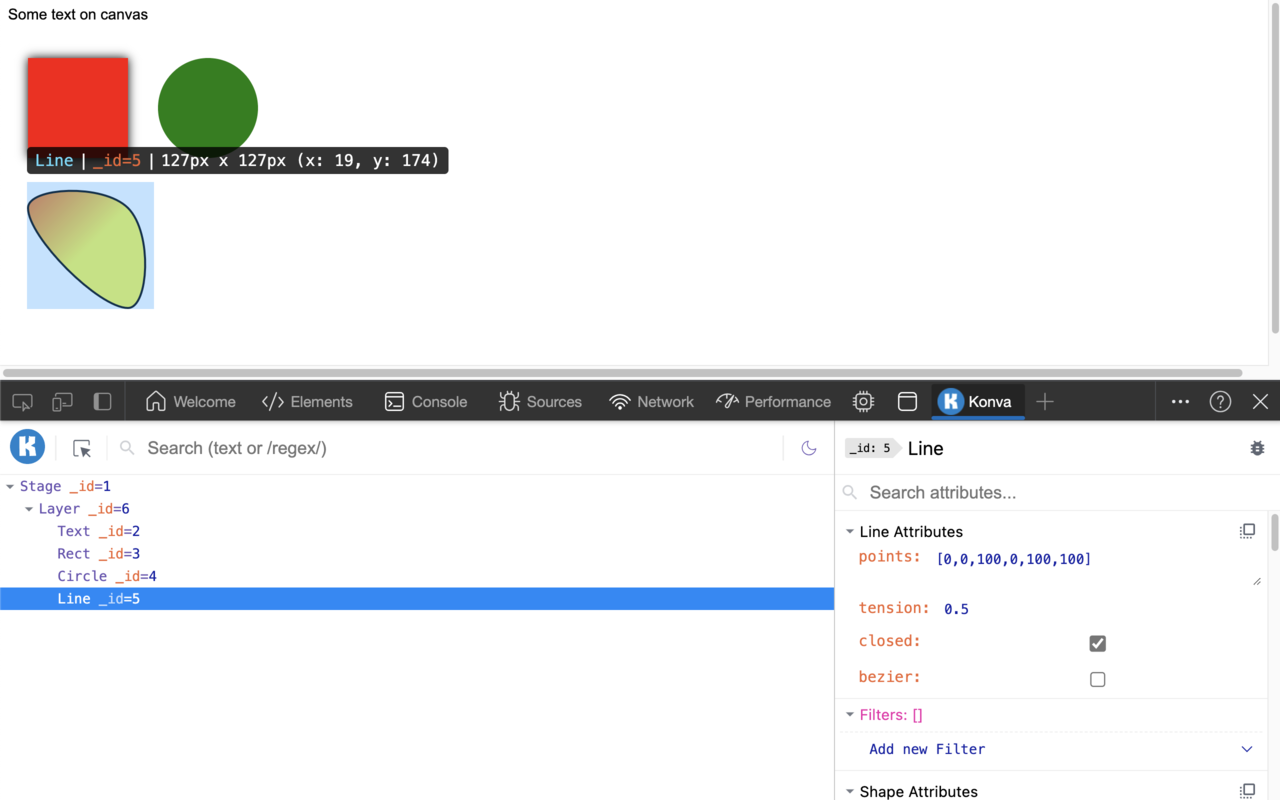 Some text on canvas
Line | _id=5 | 127px x 127px (x: 19, y: 174)
Welcome
Elements
Console
Sources
Network
Performance
K Konva
K
Search (text or /regex/)
Stage _id=1
Layer _id=6
Text _id=2
Rect _id=3
Circle _id=4
Line _id=5
_id: 5 Line
Search attributes...
Line Attributes
points: [0,0,100,0,100,100]
tension: 0.5
closed:
bezier:
Filters: []
Add new Filter
Shape Attributes